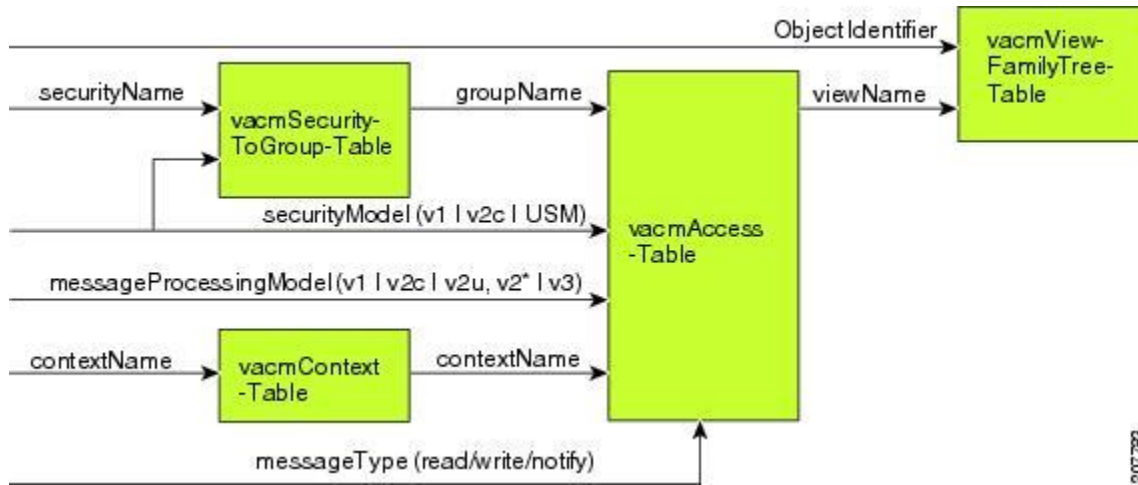 ObjectIdentifier
vacmView-
FamilyTree-
Table
securityName
groupName
viewName
vacmSecurity-
ToGroup-Table
securityModel (v1 | v2c | USM)
vacmAccess
-Table
messageProcessingModel (v1 | v2c | v2u, v2* | v3)
contextName
vacmContext
-Table
contextName
messageType (read/write/notify)